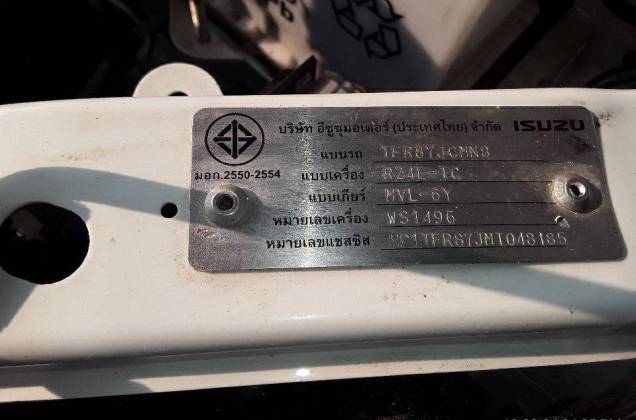 บริษัท อีซูซุมอเตอร์ (ประเทศไทย) จำกัด ISUZU
มอก.2550-2554
แบบรถ TFR87JCMN8
แบบเครื่อง RZ4E-TC
แบบเกียร์ MVL-6Y
หมายเลขเครื่อง WS1496
หมายเลขแชสซิส